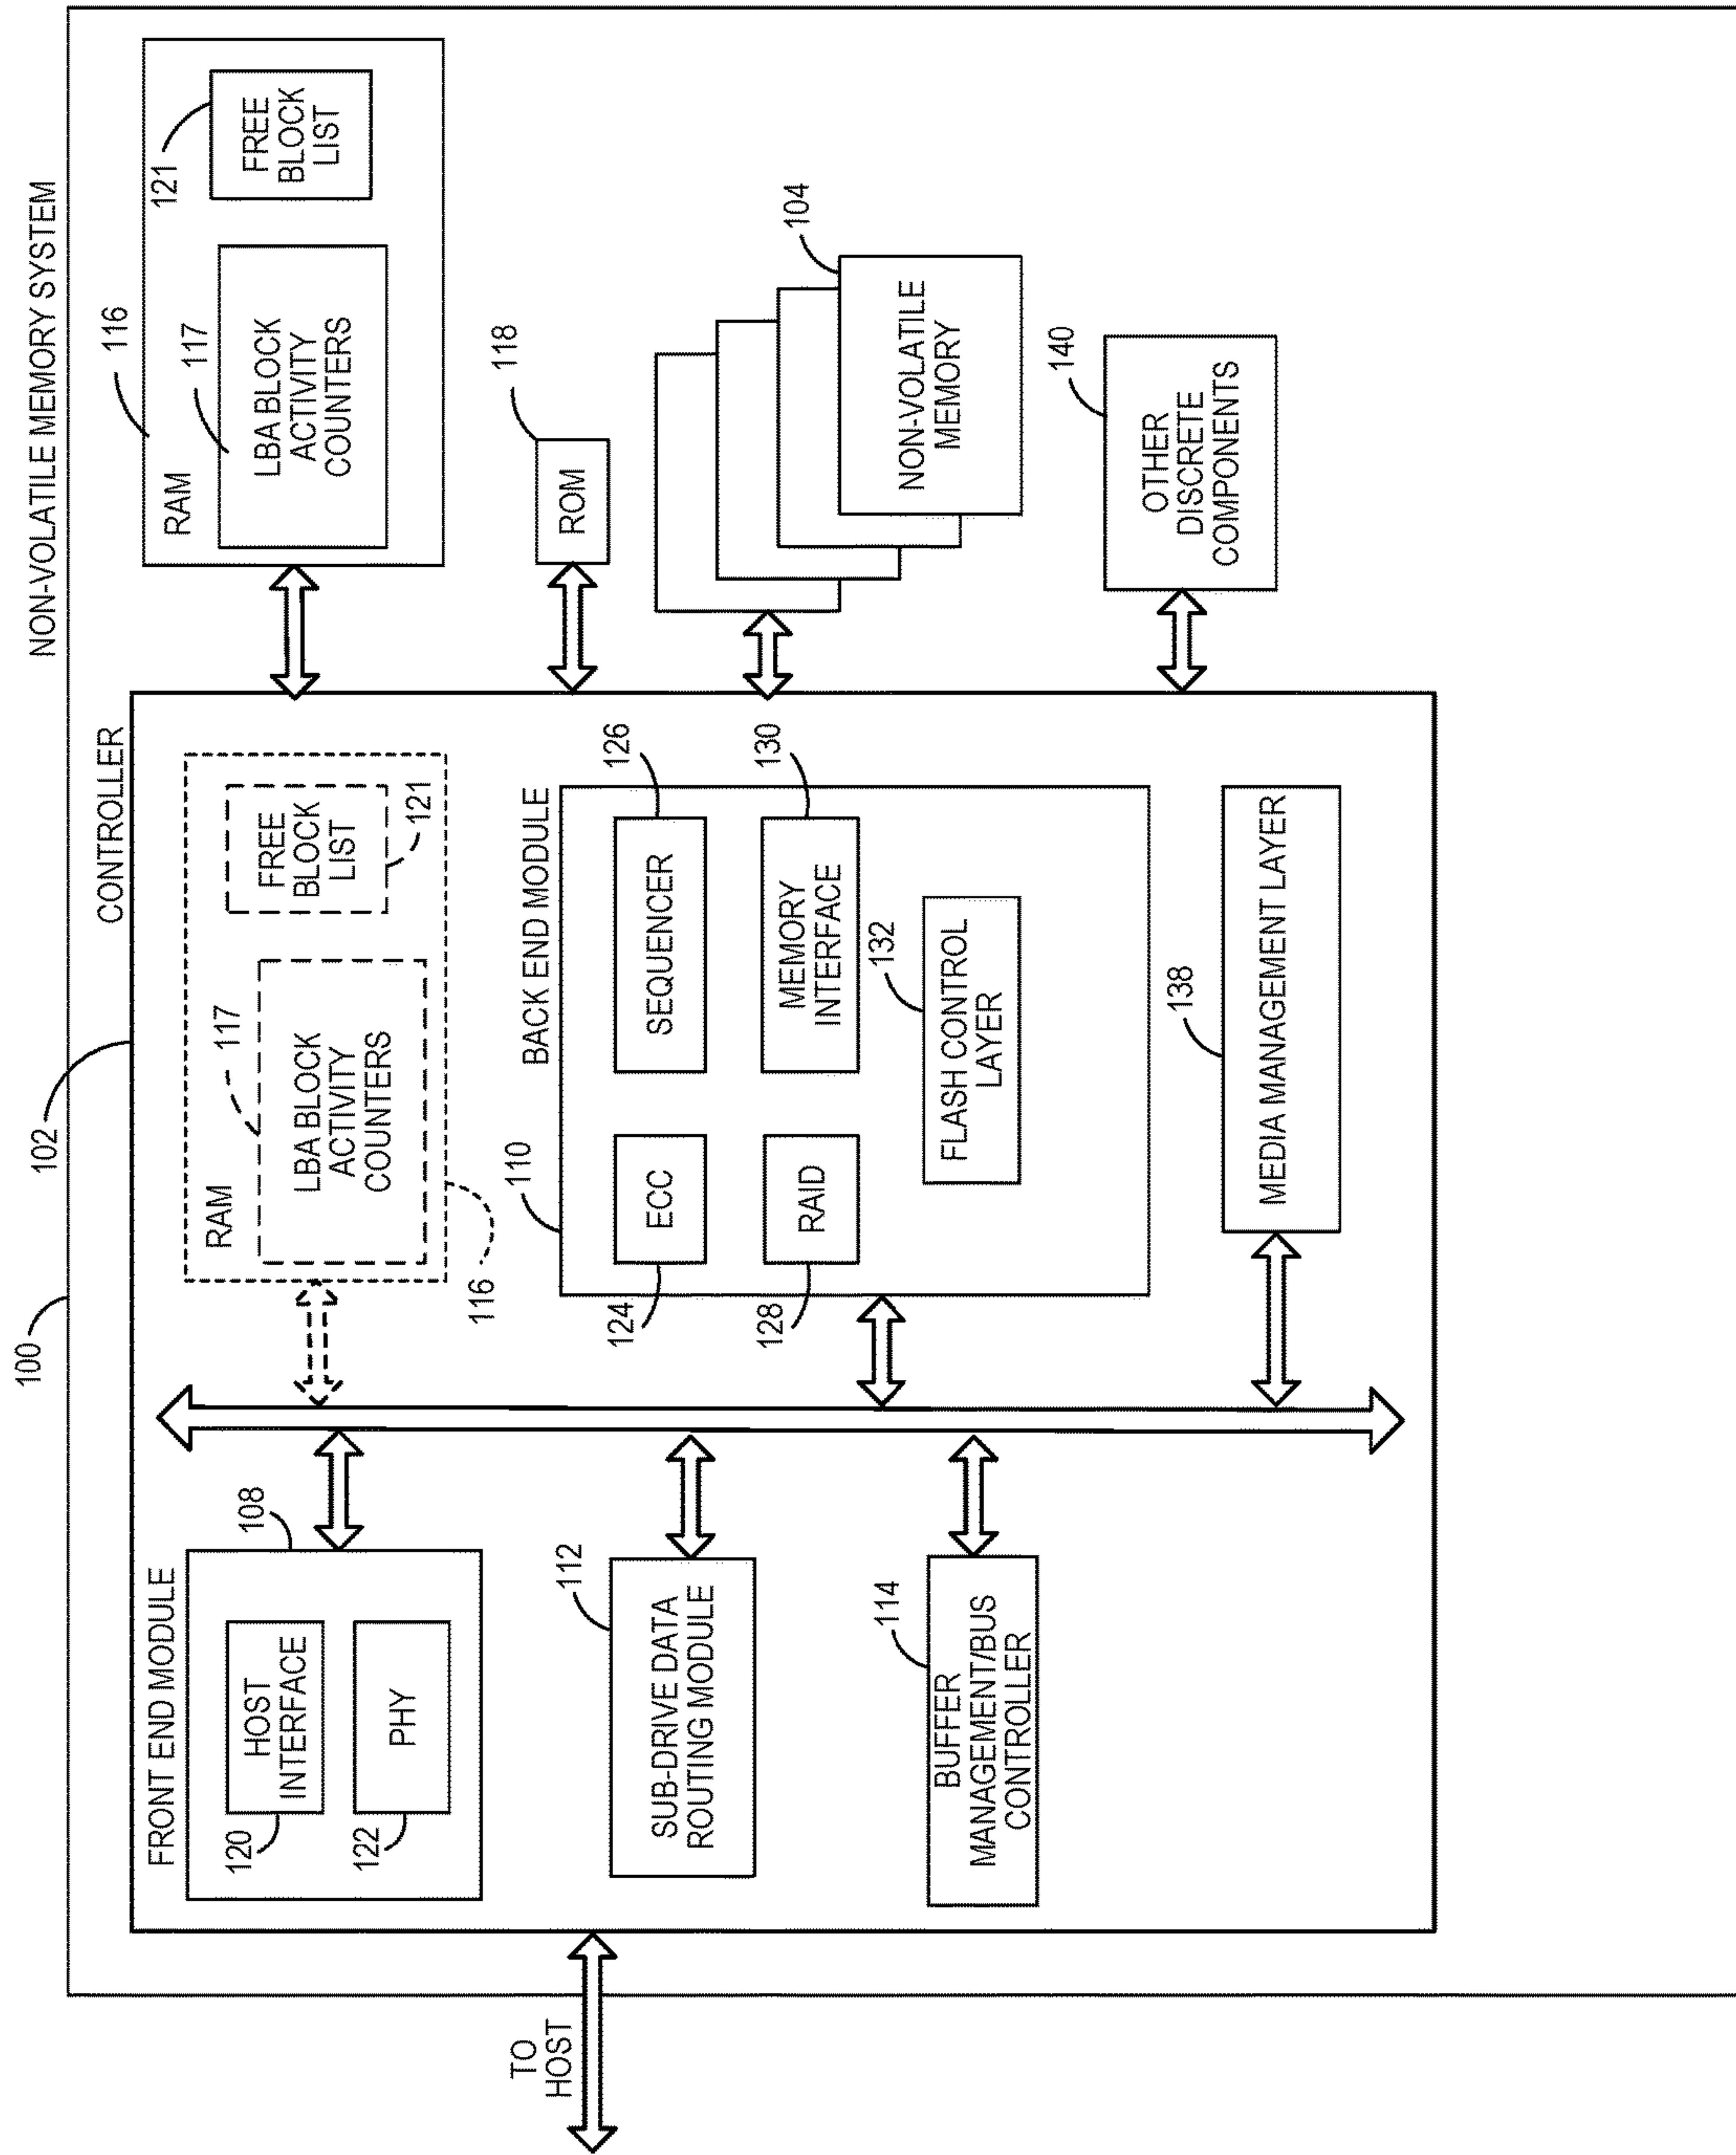 NON-VOLATILE MEMORY SYSTEM
100
102
CONTROLLER
FRONT END MODULE
108
HOST
INTERFACE
120
PHY
122
RAM
117
LBA BLOCK
ACTIVITY
COUNTERS
FREE
BLOCK
LIST
121
116
RAM
116
117
LBA BLOCK
ACTIVITY
COUNTERS
121
FREE
BLOCK
LIST
TO
HOST
112
SUB-DRIVE DATA
ROUTING MODULE
110
BACK END MODULE
ECC
124
SEQUENCER
126
RAID
128
MEMORY
INTERFACE
130
132
FLASH CONTROL
LAYER
118
ROM
104
NON-VOLATILE
MEMORY
114
BUFFER
MANAGEMENT/BUS
CONTROLLER
138
MEDIA MANAGEMENT LAYER
140
OTHER
DISCRETE
COMPONENTS